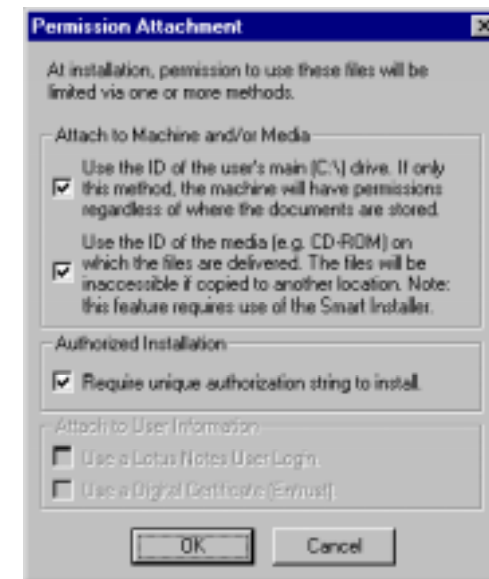 Permission Attachment
At installation, permission to use these files will be
limited via one or more methods.
Attach to Machine and/or Media
Use the ID of the user's main (C:\) drive. If only
this method, the machine will have permissions
regardless of where the documents are stored.
Use the ID of the media (e.g. CD-ROM) on
which the files are delivered. The files will be
inaccessible if copied to another location. Note:
this feature requires use of the Smart Installer.
Authorized Installation
Require unique authorization string to install.
Attach to User Information
Use a Lotus Notes User Login.
Use a Digital Certificate (Entrust).
OK
Cancel